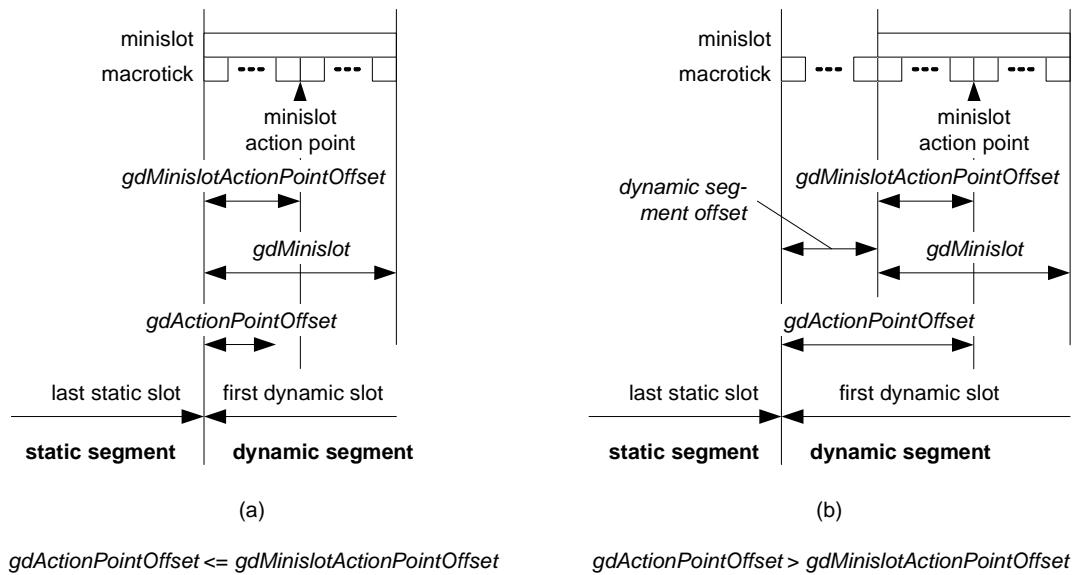 minislot
macrotick
minislot
action point
gdMinislotActionPointOffset
gdMinislot
gdActionPointOffset
last static slot
first dynamic slot
static segment
dynamic segment
(a)
gdActionPointOffset <= gdMinislotActionPointOffset
minislot
macrotick
minislot
action point
gdMinislotActionPointOffset
dynamic seg-
ment offset
gdMinislot
gdActionPointOffset
last static slot
first dynamic slot
static segment
dynamic segment
(b)
gdActionPointOffset > gdMinislotActionPointOffset